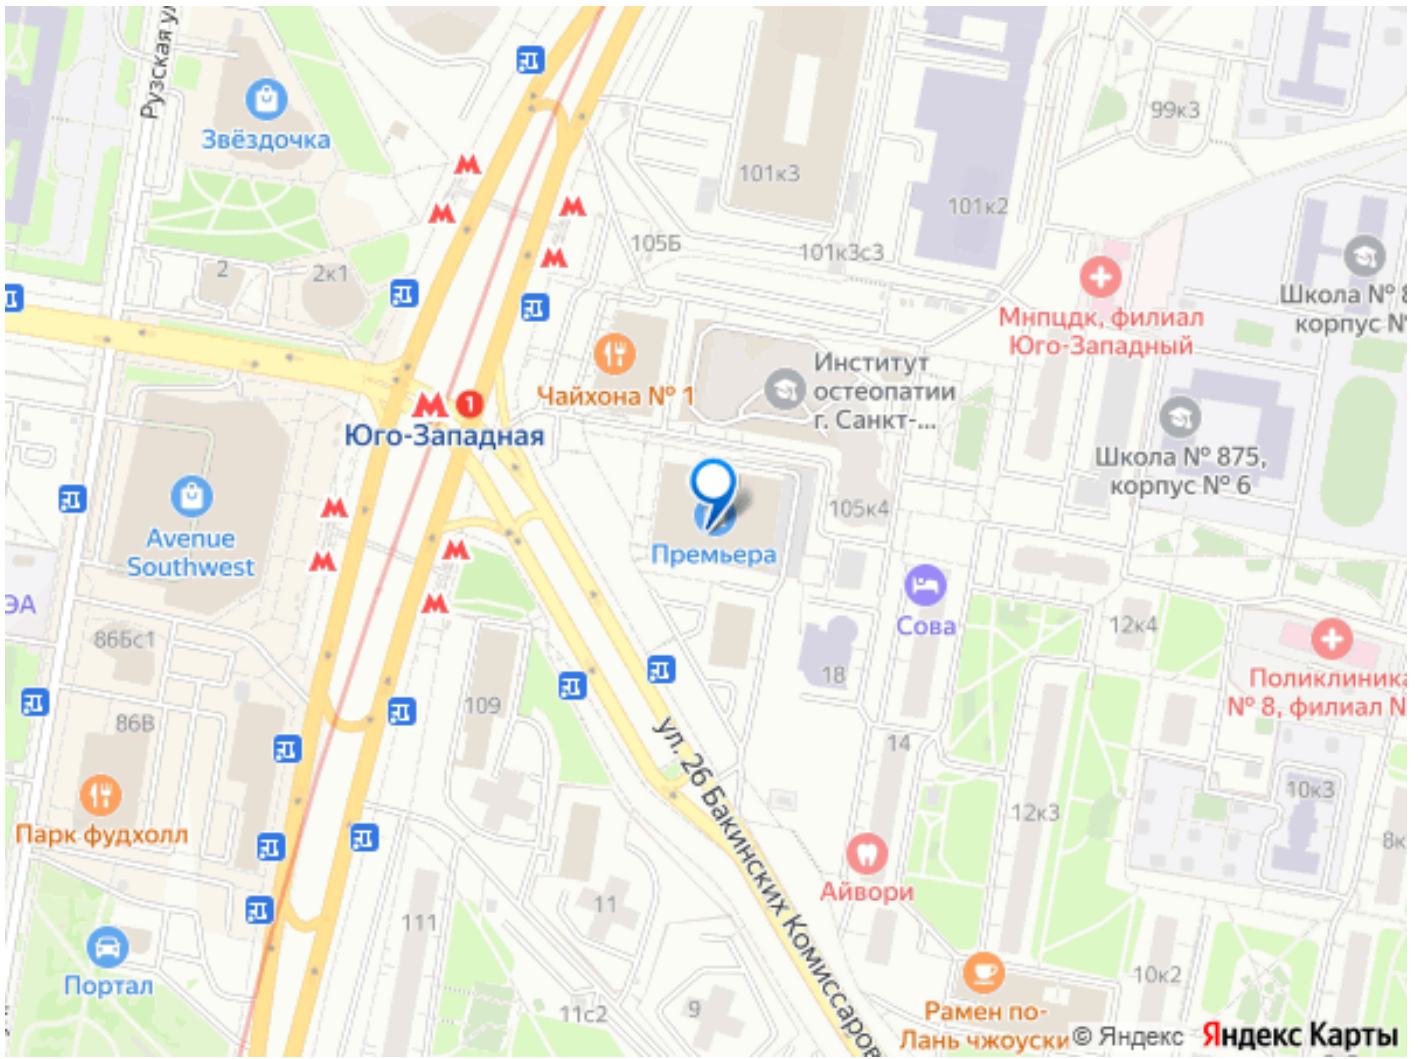 Рузская ул
Звёздочка
99к3
101к3
101к2
105Б
101к3с3
2
2к1
Школа № 8
корпус №
Мнпцдк, филиал
Юго-Западный
Чайхона № 1
Институт
остеопатии
г. Санкт-...
1
Юго-Западная
Школа № 875,
корпус № 6
Avenue
Southwest
105к4
Премьера
ЭА
Сова
12к4
86Бс1
18
Поликлиника
№ 8, филиал N
109
86В
14
ул. 26 Бакинских Комиссаров
10к3
12к3
8к
Парк фудхолл
Айвори
11
111
Портал
10к2
9
11с2
Рамен по-
Лань чжоуски
© Яндекс Яндекс Карты